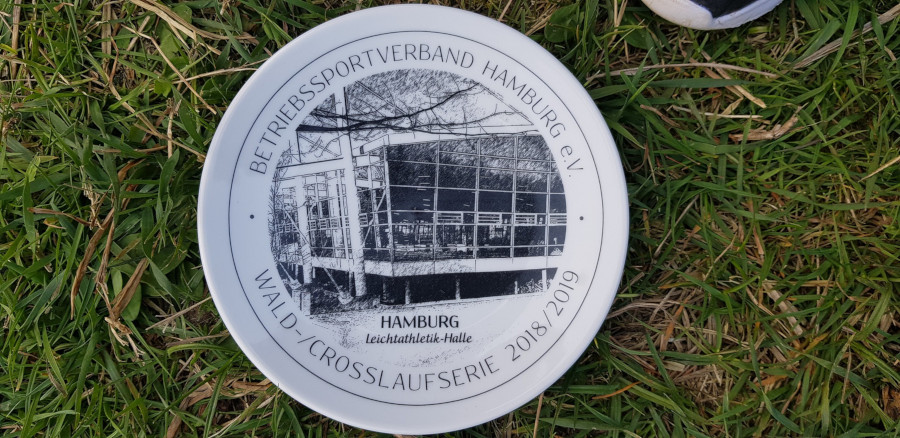 BETRIEBSSPORTVERBAND HAMBURG e.V.
HAMBURG
Leichtathletik-Halle
WALD-/CROSSLAUFSERIE 2018/2019